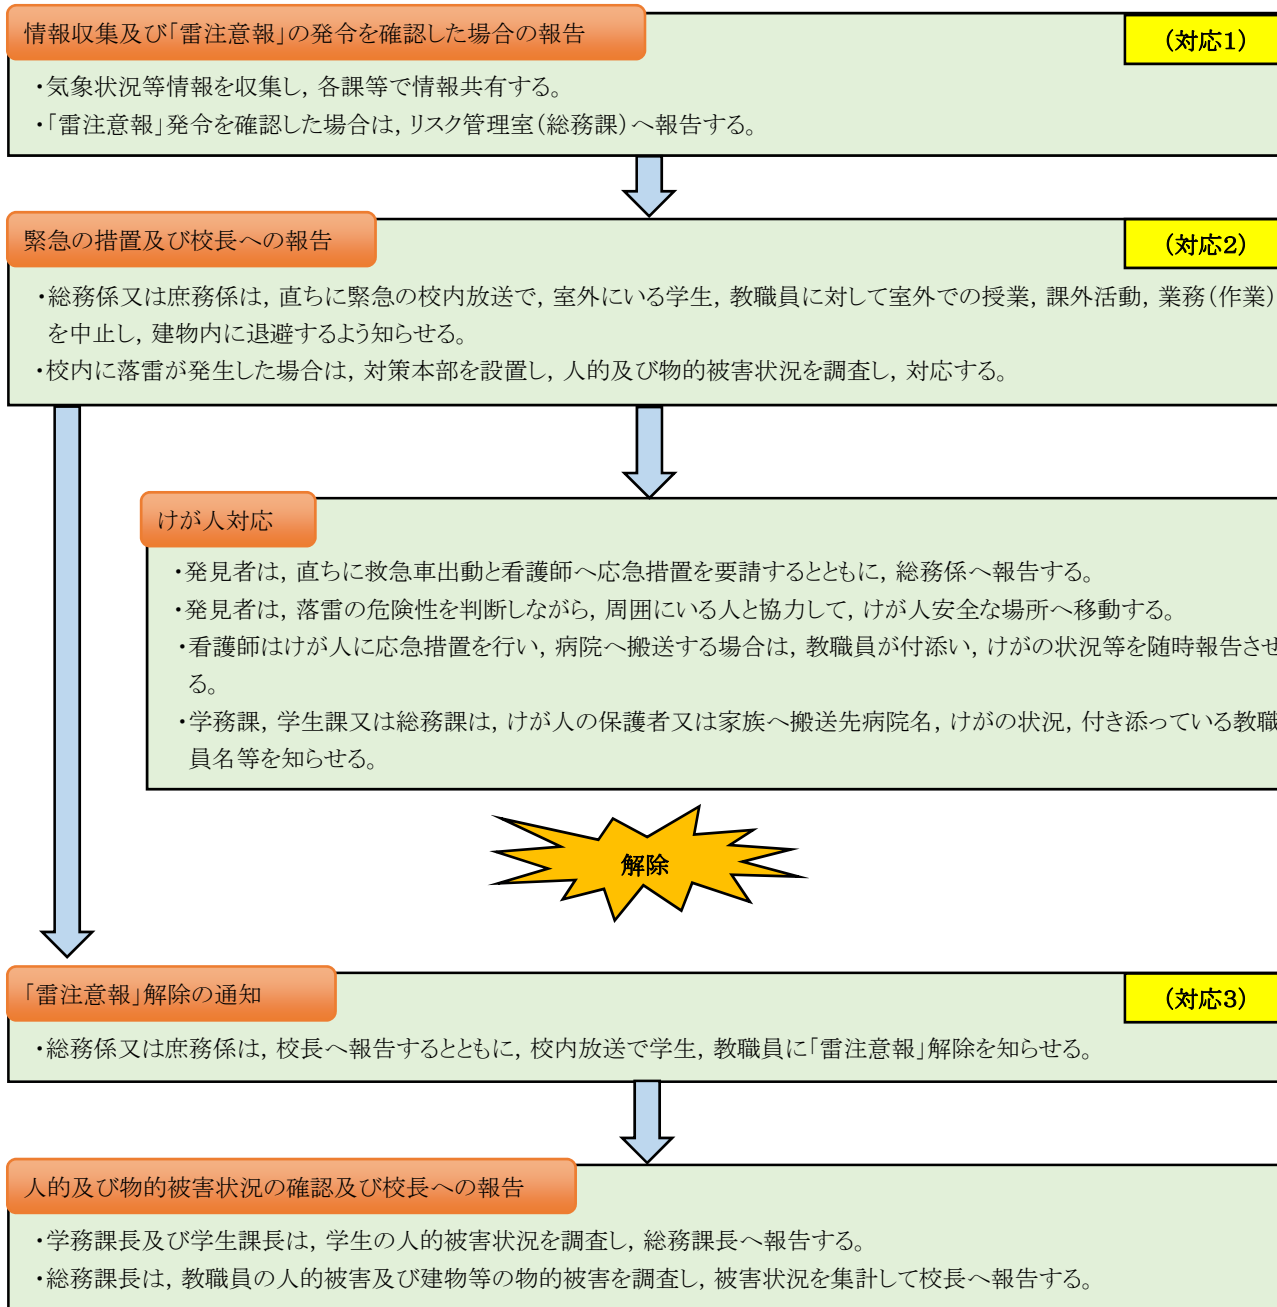 情報収集及び「雷注意報」の発令を確認した場合の報告
（対応1）
・気象状況等情報を収集し，各課等で情報共有する。
・「雷注意報」発令を確認した場合は，リスク管理室（総務課）へ報告する。
緊急の措置及び校長への報告
（対応2）
・総務係又は庶務係は，直ちに緊急の校内放送で，室外にいる学生，教職員に対して室外での授業，課外活動，業務（作業）
を中止し，建物内に退避するよう知らせる。
・校内に落雷が発生した場合は，対策本部を設置し，人的及び物的被害状況を調査し，対応する。
けが人対応
・発見者は，直ちに救急車出動と看護師へ応急措置を要請するとともに，総務係へ報告する。
・発見者は，落雷の危険性を判断しながら，周囲にいる人と協力して，けが人安全な場所へ移動する。
・看護師はけが人に応急措置を行い，病院へ搬送する場合は，教職員が付添い，けがの状況等を随時報告させ
る。
・学務課，学生課又は総務課は，けが人の保護者又は家族へ搬送先病院名，けがの状況，付き添っている教職
員名等を知らせる。
解除
「雷注意報」解除の通知
（対応3）
・総務係又は庶務係は，校長へ報告するとともに，校内放送で学生，教職員に「雷注意報」解除を知らせる。
人的及び物的被害状況の確認及び校長への報告
・学務課長及び学生課長は，学生の人的被害状況を調査し，総務課長へ報告する。
・総務課長は，教職員の人的被害及び建物等の物的被害を調査し，被害状況を集計して校長へ報告する。